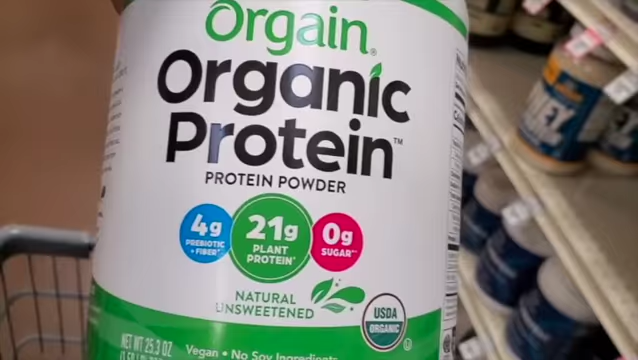 Orgain®
Organic
Protein™
PROTEIN POWDER
4g
PREBIOTIC
+ FIBER*
21g
PLANT
PROTEIN*
0g
SUGAR**
NATURAL
UNSWEETENED
USDA
ORGANIC
NET WT 25.3 OZ
Vegan • No Soy Ingredients